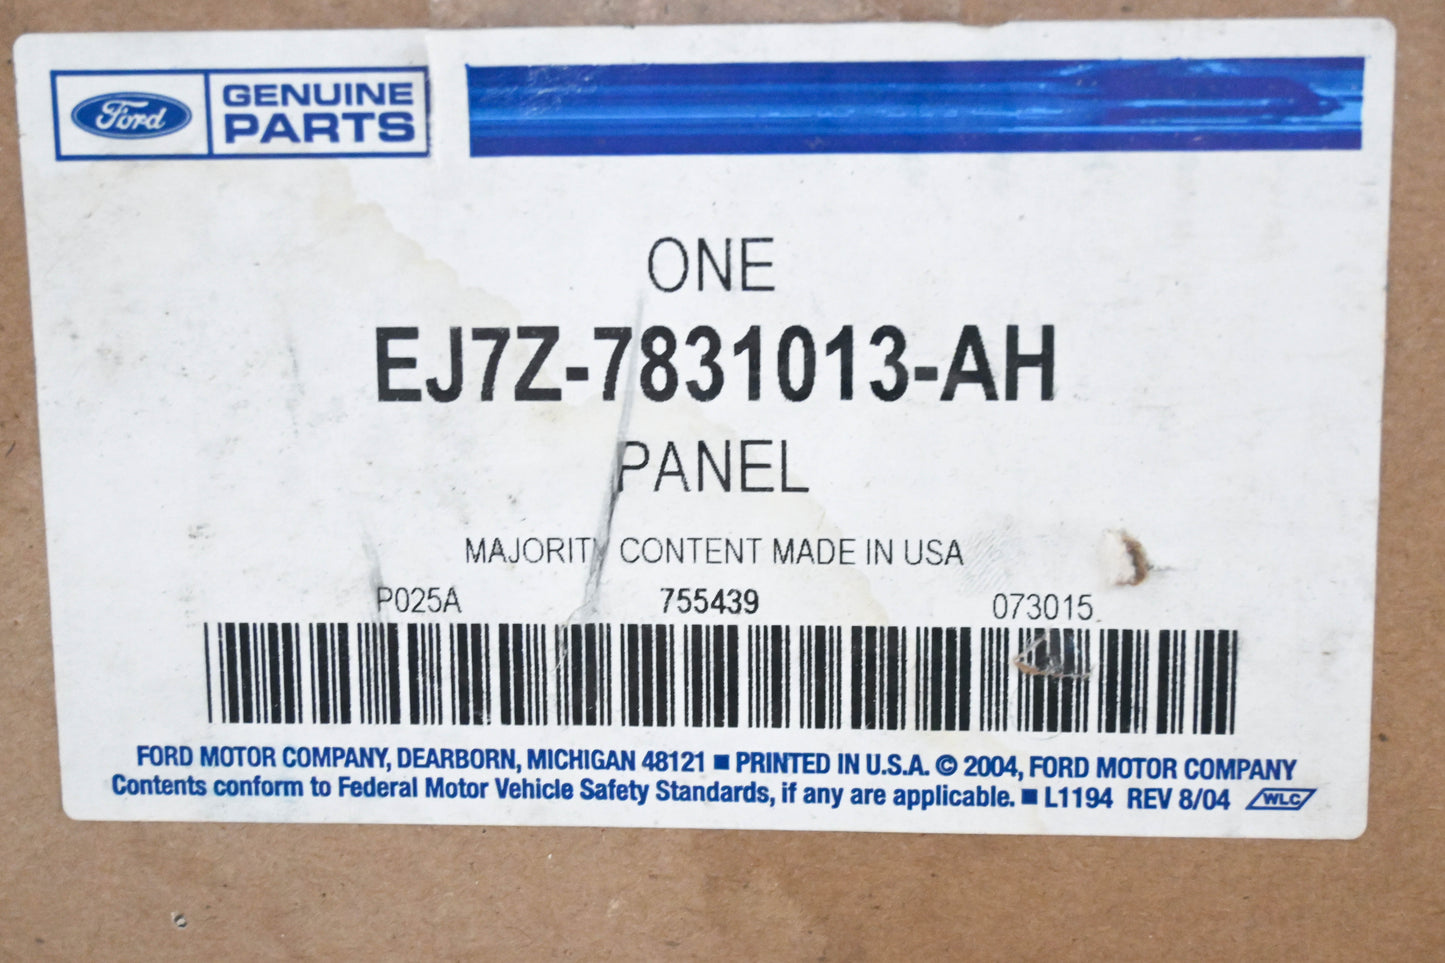 Ford GENUINE
PARTS
ONE
EJ7Z-7831013-AH
PANEL
MAJORITY CONTENT MADE IN USA
P025A 755439 073015
FORD MOTOR COMPANY, DEARBORN, MICHIGAN 48121 ■ PRINTED IN U.S.A. © 2004, FORD MOTOR COMPANY
Contents conform to Federal Motor Vehicle Safety Standards, if any are applicable. ■ L1194 REV 8/04 WLC